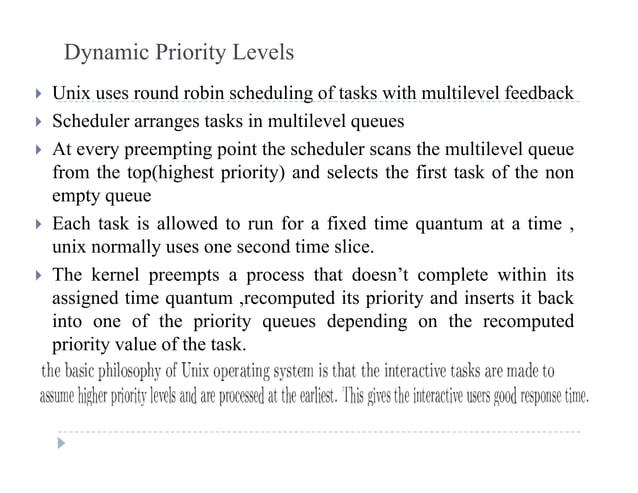 Dynamic Priority Levels
Unix uses round robin scheduling of tasks with multilevel feedback
Scheduler arranges tasks in multilevel queues
At every preempting point the scheduler scans the multilevel queue
from the top(highest priority) and selects the first task of the non
empty queue
Each task is allowed to run for a fixed time quantum at a time ,
unix normally uses one second time slice.
The kernel preempts a process that doesn’t complete within its
assigned time quantum ,recomputed its priority and inserts it back
into one of the priority queues depending on the recomputed
priority value of the task.
the basic philosophy of Unix operating system is that the interactive tasks are made to
assume higher priority levels and are processed at the earliest. This gives the interactive users good response time.